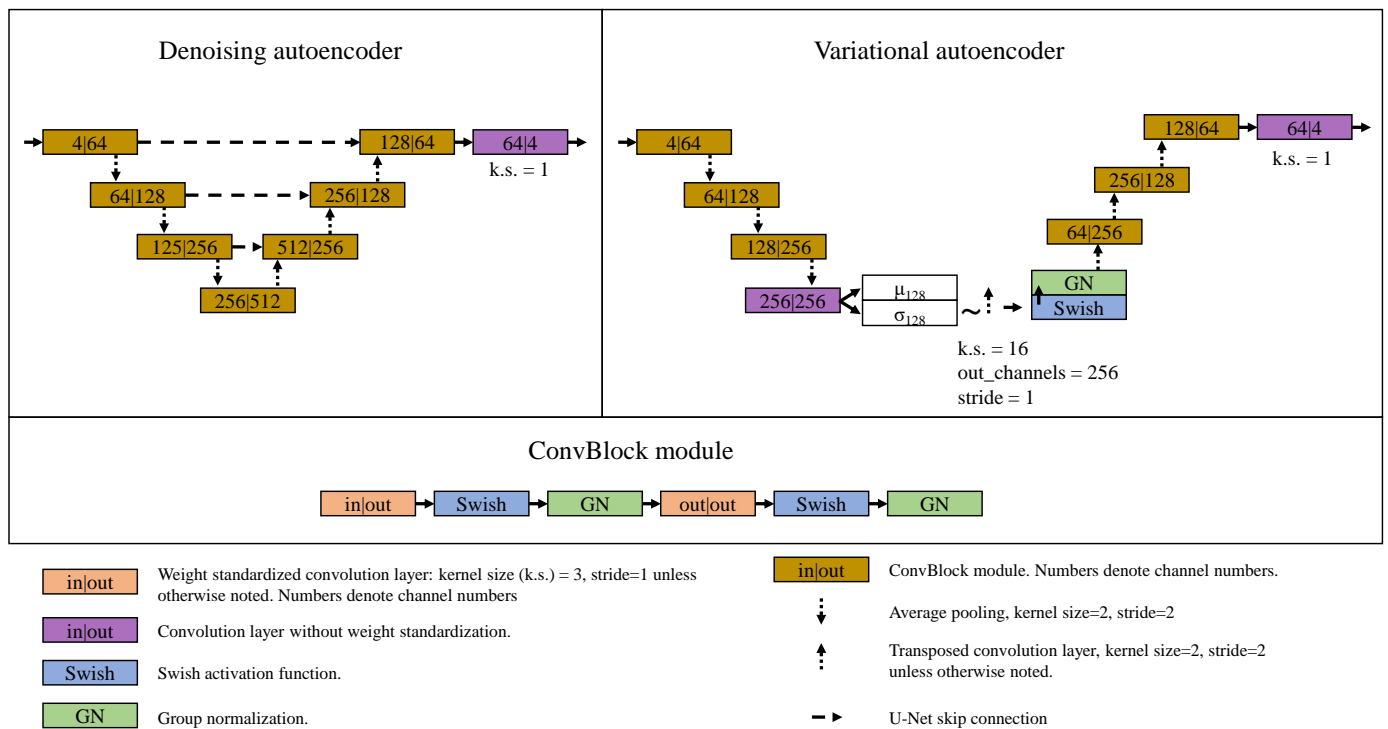 Denoising autoencoder
4|64
128|64
64|4
k.s. = 1
64|128
256|128
125|256
512|256
256|512
Variational autoencoder
4|64
128|64
64|4
k.s. = 1
64|128
256|128
128|256
64|256
256|256
μ128
σ128
~
GN
Swish
k.s. = 16
out_channels = 256
stride = 1
ConvBlock module
in|out
Swish
GN
out|out
Swish
GN
in|out
Weight standardized convolution layer: kernel size (k.s.) = 3, stride=1 unless
otherwise noted. Numbers denote channel numbers
in|out
Convolution layer without weight standardization.
Swish
Swish activation function.
GN
Group normalization.
in|out
ConvBlock module. Numbers denote channel numbers.
Average pooling, kernel size=2, stride=2
Transposed convolution layer, kernel size=2, stride=2
unless otherwise noted.
U-Net skip connection